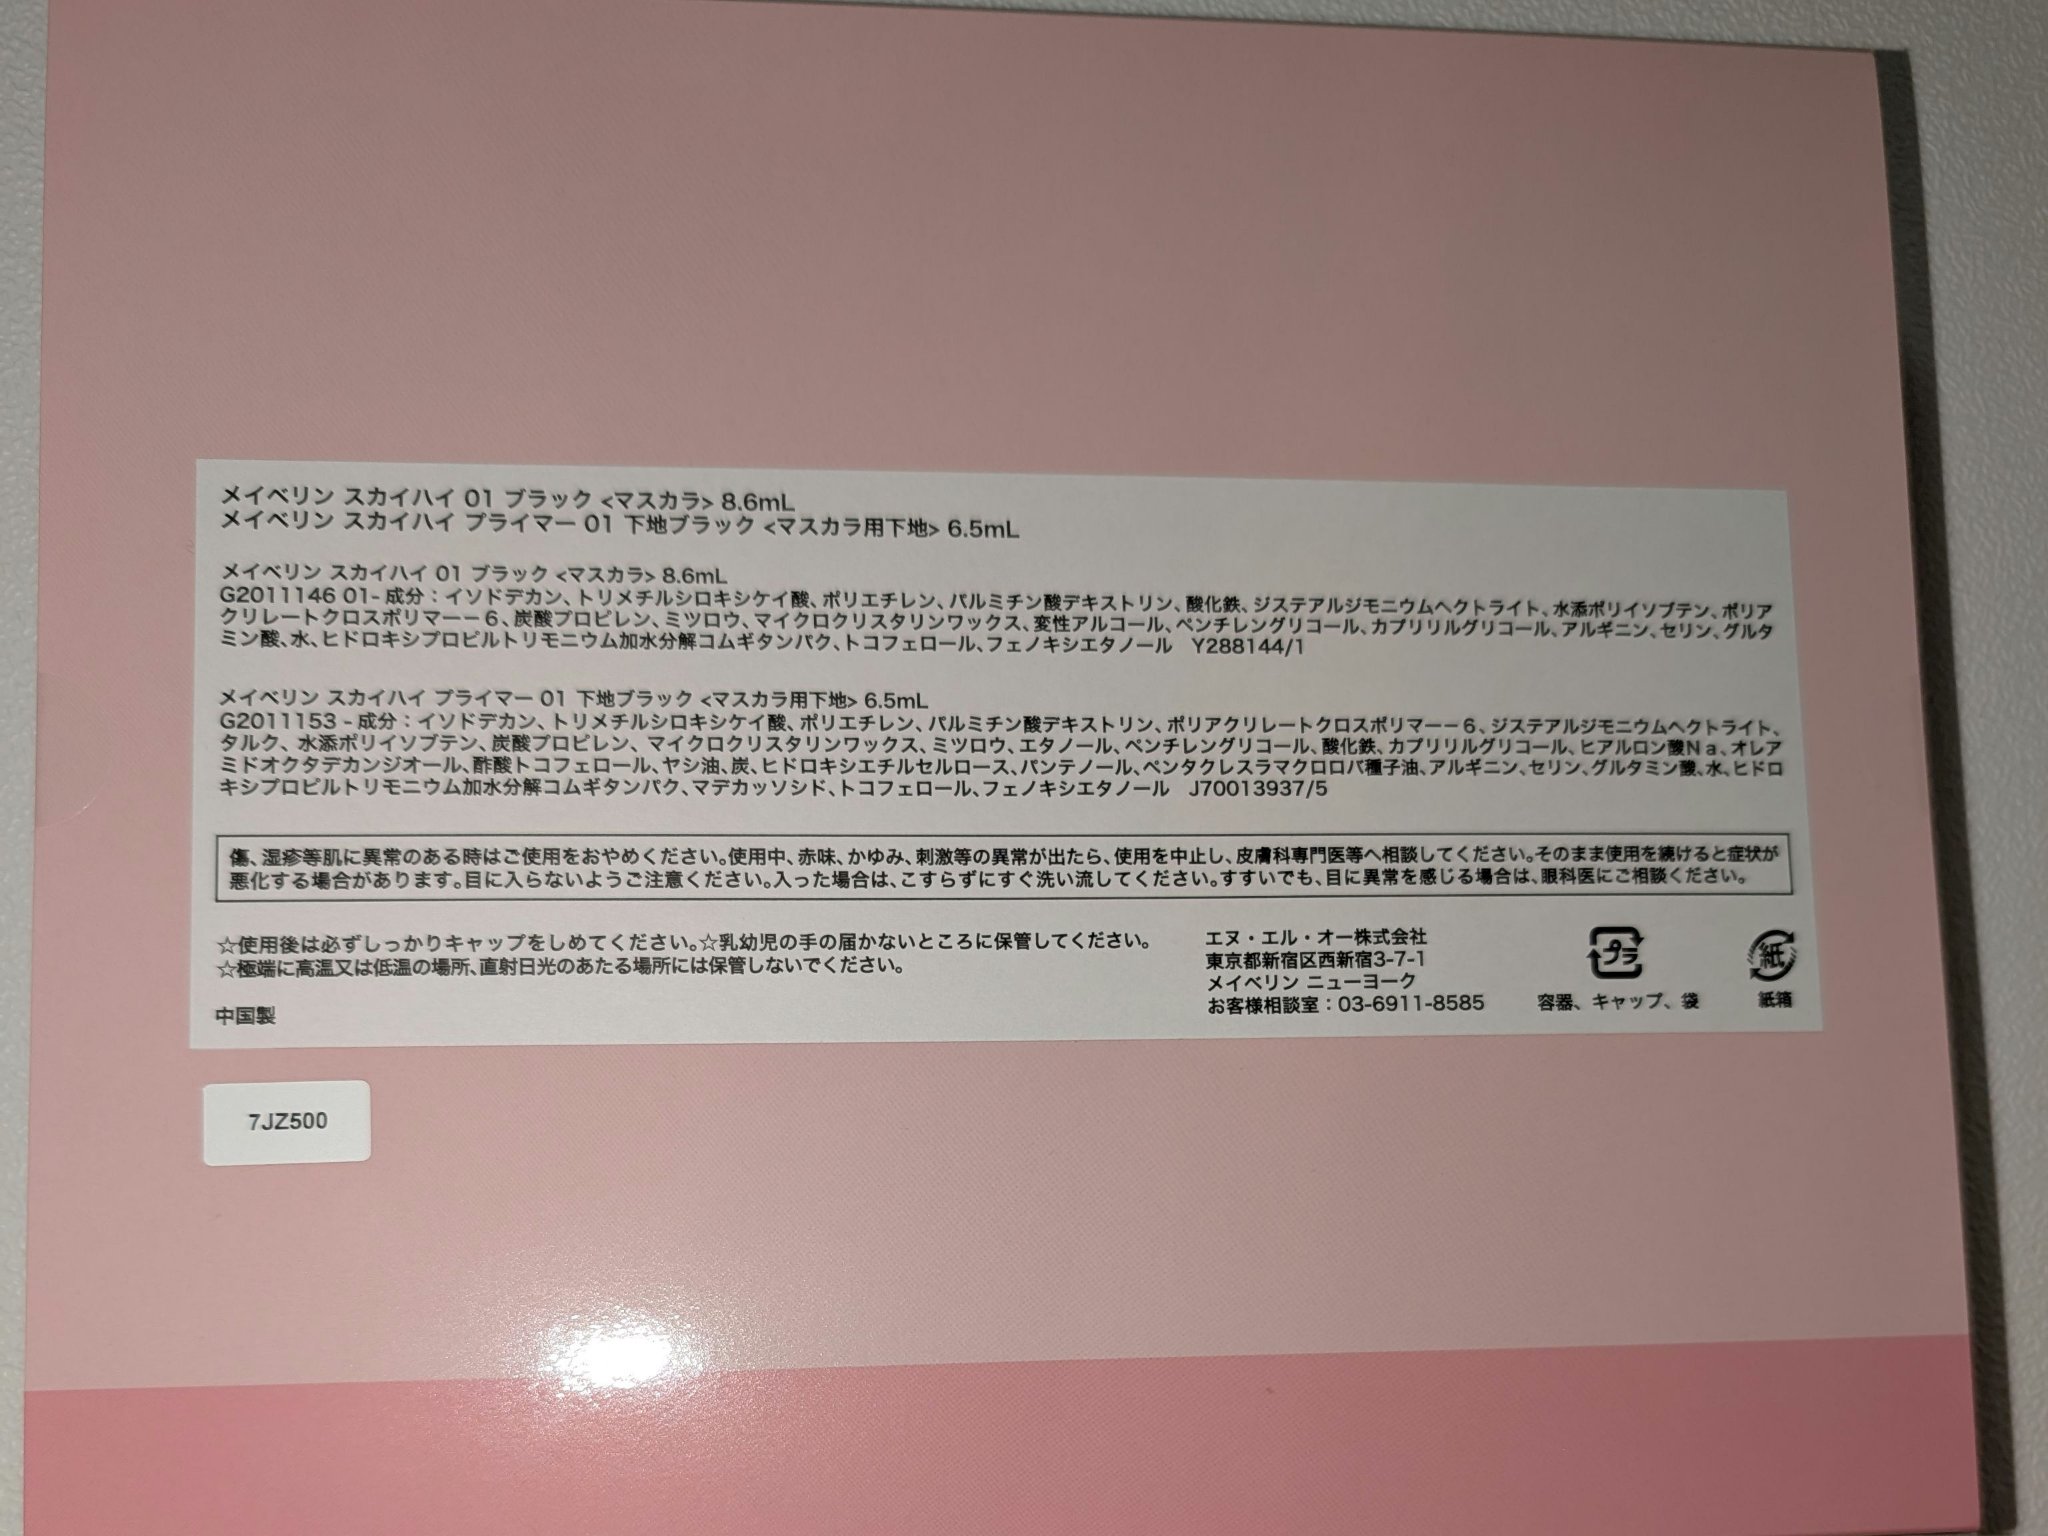 メイベリン スカイハイ 01 ブラック <マスカラ> 8.6mL
メイベリン スカイハイ プライマー 01 下地ブラック <マスカラ用下地> 6.5mL
メイベリン スカイハイ 01 ブラック <マスカラ> 8.6mL
G2011146 01- 成分：イソドデカン、トリメチルシロキシケイ酸、ポリエチレン、パルミチン酸デキストリン、酸化鉄、ジステアルジモニウムヘクトライト、水添ポリイソブテン、ポリア
クリレートクロスポリマー－６、炭酸プロピレン、ミツロウ、マイクロクリスタリンワックス、変性アルコール、ペンチレングリコール、カプリリルグリコール、アルギニン、セリン、グルタ
ミン酸、水、ヒドロキシプロピルトリモニウム加水分解コムギタンパク、トコフェロール、フェノキシエタノール　Y288144/1
メイベリン スカイハイ プライマー 01 下地ブラック <マスカラ用下地> 6.5mL
G2011153 - 成分：イソドデカン、トリメチルシロキシケイ酸、ポリエチレン、パルミチン酸デキストリン、ポリアクリレートクロスポリマー－６、ジステアルジモニウムヘクトライト、
タルク、水添ポリイソブテン、炭酸プロピレン、マイクロクリスタリンワックス、ミツロウ、エタノール、ペンチレングリコール、酸化鉄、カプリリルグリコール、ヒアルロン酸Ｎａ、オレア
ミドオクタデカンジオール、酢酸トコフェロール、ヤシ油、炭、ヒドロキシエチルセルロース、パンテノール、ペンタクレスラマクロロバ種子油、アルギニン、セリン、グルタミン酸、水、ヒドロ
キシプロピルトリモニウム加水分解コムギタンパク、マデカッソシド、トコフェロール、フェノキシエタノール　J70013937/5
傷、湿疹等肌に異常のある時はご使用をおやめください。使用中、赤味、かゆみ、刺激等の異常が出たら、使用を中止し、皮膚科専門医等へ相談してください。そのまま使用を続けると症状が
悪化する場合があります。目に入らないようご注意ください。入った場合は、こすらずにすぐ洗い流してください。すすいでも、目に異常を感じる場合は、眼科医にご相談ください。
☆使用後は必ずしっかりキャップをしめてください。☆乳幼児の手の届かないところに保管してください。
☆極端に高温又は低温の場所、直射日光のあたる場所には保管しないでください。
中国製
エヌ・エル・オー株式会社
東京都新宿区西新宿3-7-1
メイベリン ニューヨーク
お客様相談室：03-6911-8585
プラ
容器、キャップ、袋
紙
紙箱
7JZ500